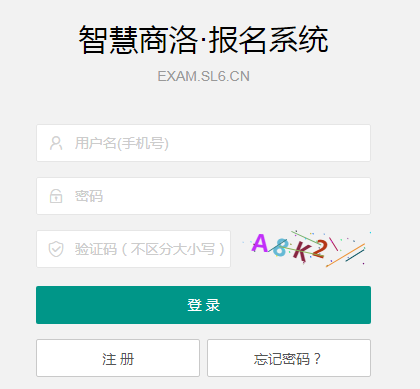 智慧商洛·报名系统
EXAM.SL6.CN
用户名(手机号)
密码
验证码（不区分大小写） A8K2
登 录
注 册 忘记密码？